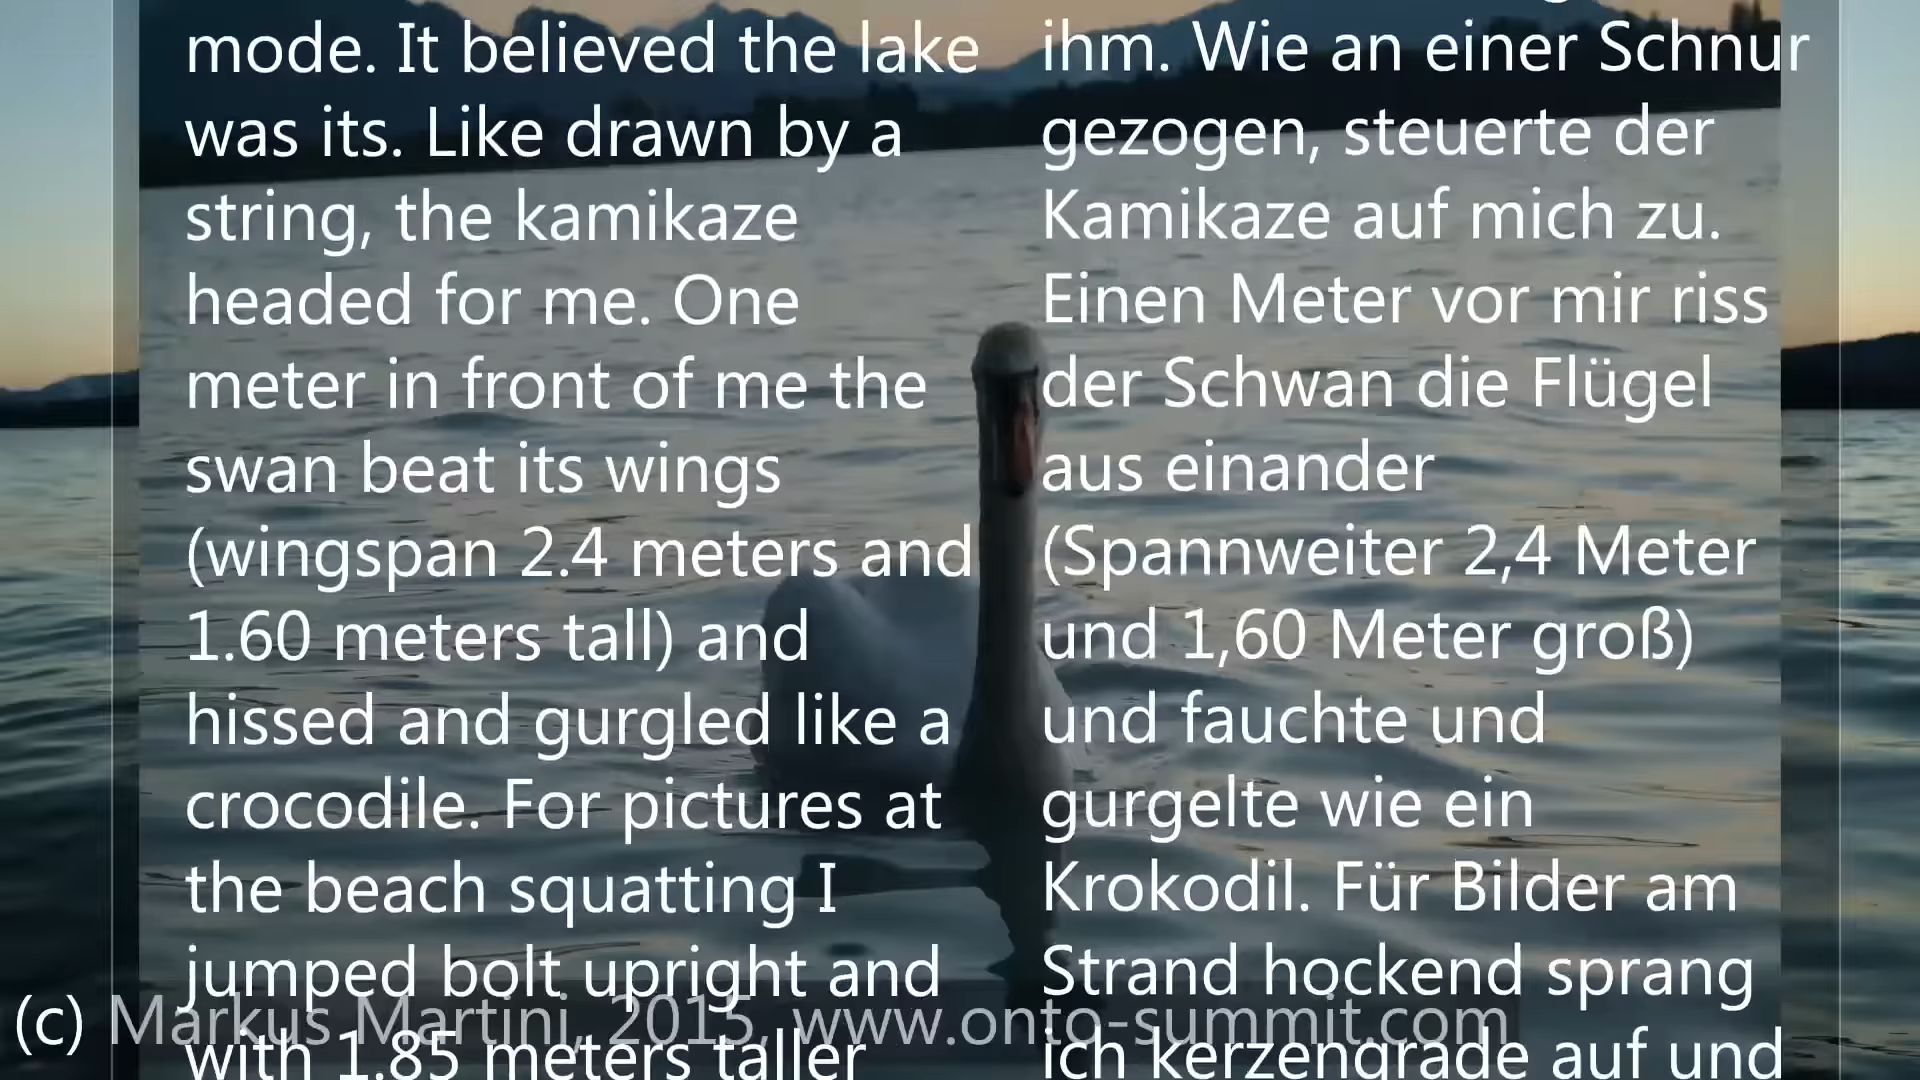 mode. It believed the lake
was its. Like drawn by a
string, the kamikaze
headed for me. One
meter in front of me the
swan beat its wings
(wingspan 2.4 meters and
1.60 meters tall) and
hissed and gurgled like a
crocodile. For pictures at
the beach squatting I
jumped bolt upright and
with 1.85 meters taller
ihm. Wie an einer Schnur
gezogen, steuerte der
Kamikaze auf mich zu.
Einen Meter vor mir riss
der Schwan die Flügel
aus einander
(Spannweiter 2,4 Meter
und 1,60 Meter groß)
und fauchte und
gurgelte wie ein
Krokodil. Für Bilder am
Strand hockend sprang
ich kerzengrade auf und
(c) Markus Martini, 2015, www.onto-summit.com